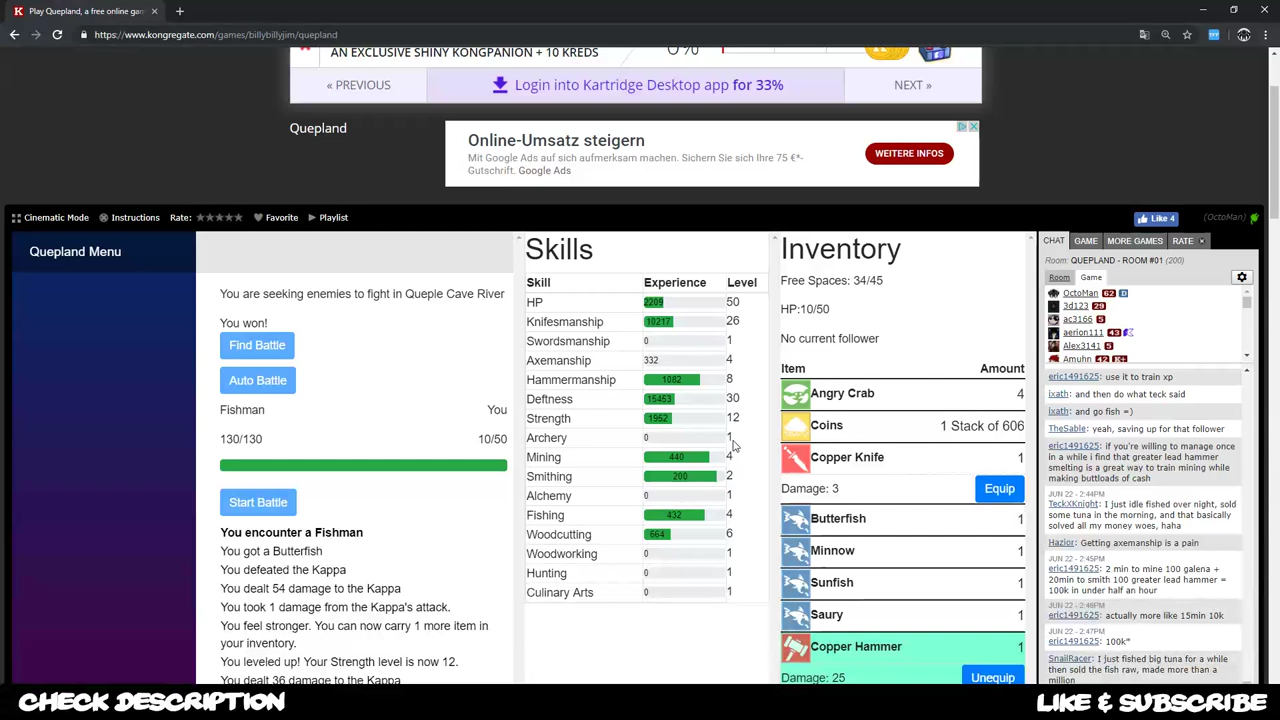 Play Quepland, a free online gam
https://www.kongregate.com/games/billybillyjim/quepland
AN EXCLUSIVE SHINY KONGPANION + 10 KREDS
0%
« PREVIOUS
Login into Kartridge Desktop app for 33%
NEXT »
Quepland
Online-Umsatz steigern
Mit Google Ads auf sich aufmerksam machen. Sichern Sie sich Ihre 75 €*-
Gutschrift. Google Ads
WEITERE INFOS
Cinematic Mode
Instructions
Rate:
Favorite
Playlist
Like 4
(OctoMan)
Quepland Menu
You are seeking enemies to fight in Queple Cave River
You won!
Find Battle
Auto Battle
Fishman You
130/130 10/50
Start Battle
You encounter a Fishman
You got a Butterfish
You defeated the Kappa
You dealt 54 damage to the Kappa
You took 1 damage from the Kappa's attack.
You feel stronger. You can now carry 1 more item in
your inventory.
You leveled up! Your Strength level is now 12.
You dealt 36 damage to the Kappa
Skills
Skill Experience Level
HP 2209 50
Knifesmanship 10217 26
Swordsmanship 0 1
Axemanship 332 4
Hammermanship 1082 8
Deftness 15453 30
Strength 1952 12
Archery 0 1
Mining 440 4
Smithing 200 2
Alchemy 0 1
Fishing 432 4
Woodcutting 664 6
Woodworking 0 1
Hunting 0 1
Culinary Arts 0 1
Inventory
Free Spaces: 34/45
HP:10/50
No current follower
Item Amount
Angry Crab 4
Coins 1 Stack of 606
Copper Knife 1
Damage: 3 Equip
Butterfish 1
Minnow 1
Sunfish 1
Saury 1
Copper Hammer 1
Damage: 25 Unequip
CHAT GAME MORE GAMES RATE
Room: QUEPLAND - ROOM #01 (200)
Room Game
OctoMan 62 D
3d123 29
ac3166 5
aerion111 43
Alex3141 5
Amuhn 42 K+
eric1491625: use it to train xp
ixath: and then do what teck said
ixath: and go fish =)
TheSable: yeah, saving up for that follower
eric1491625: if you're willing to manage once
in a while i find that greater lead hammer
smelting is a great way to train mining while
making buttloads of cash
JUN 22 - 2:44PM
TeckXKnight: I just idle fished over night, sold
some tuna in the morning, and that basically
solved all my money woes, haha
Hazior: Getting axemanship is a pain
JUN 22 - 2:45PM
eric1491625: 2 min to mine 100 galena +
20min to smith 100 greater lead hammer =
100k in under half an hour
JUN 22 - 2:46PM
eric1491625: actually more like 15min 10k
JUN 22 - 2:47PM
eric1491625: 100k*
SnailRacer: I just fished big tuna for a while
then sold the fish raw, made more than a
million
CHECK DESCRIPTION
LIKE & SUBSCRIBE